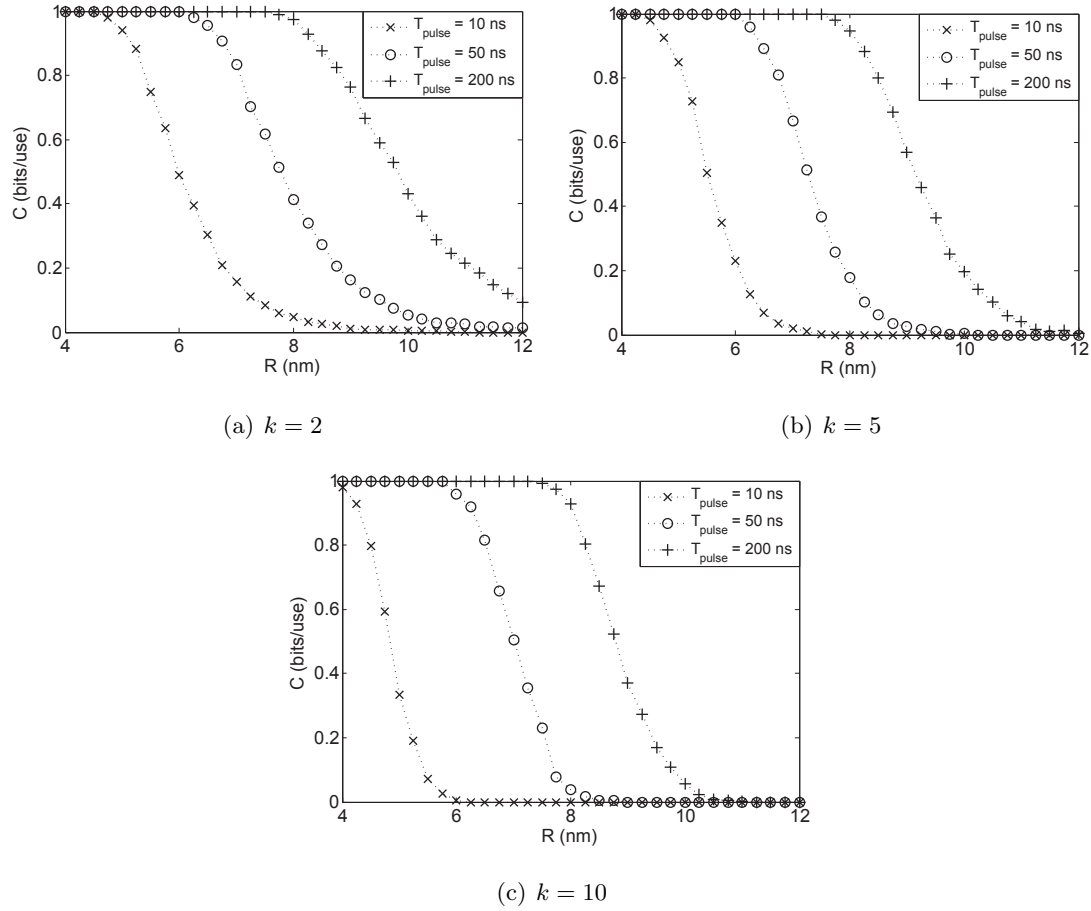 1
0.8
0.6
0.4
0.2
0
C (bits/use)
4 6 8 10 12
R (nm)
T_pulse = 10 ns
T_pulse = 50 ns
T_pulse = 200 ns
(a) k = 2
1
0.8
0.6
0.4
0.2
0
C (bits/use)
4 6 8 10 12
R (nm)
T_pulse = 10 ns
T_pulse = 50 ns
T_pulse = 200 ns
(b) k = 5
1
0.8
0.6
0.4
0.2
0
C (bits/use)
4 6 8 10 12
R (nm)
T_pulse = 10 ns
T_pulse = 50 ns
T_pulse = 200 ns
(c) k = 10